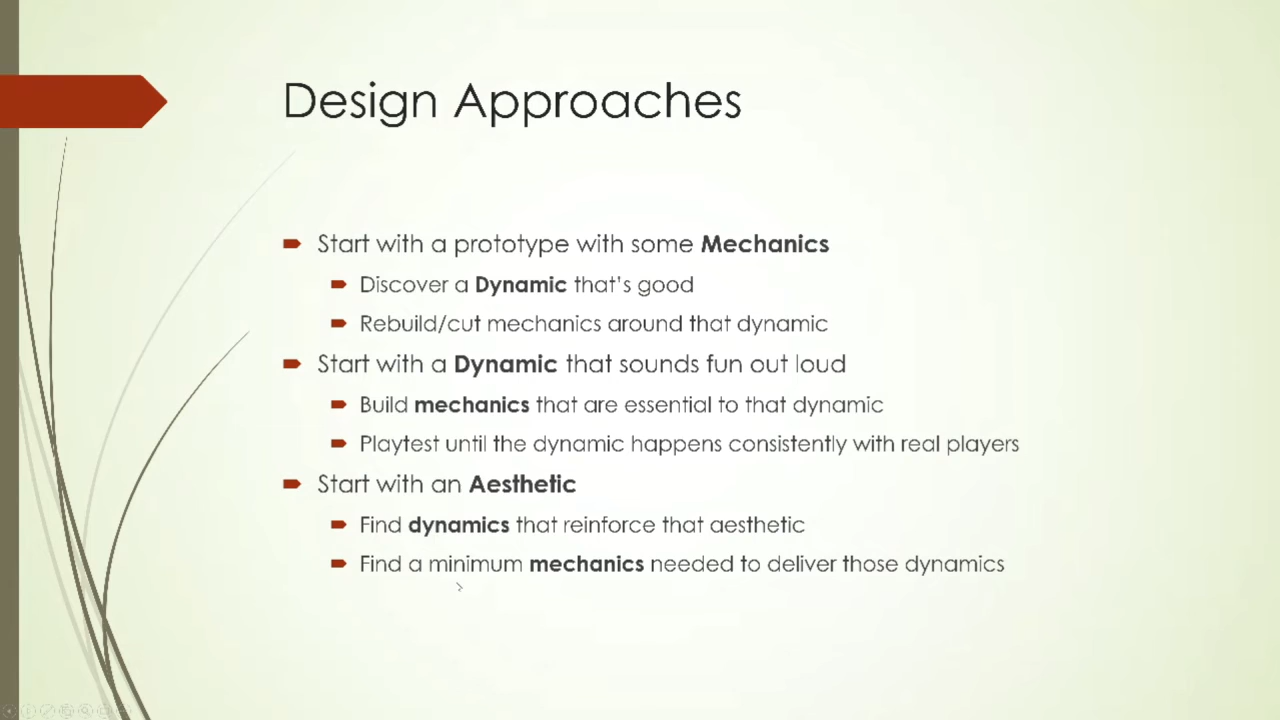 Design Approaches
Start with a prototype with some Mechanics
Discover a Dynamic that's good
Rebuild/cut mechanics around that dynamic
Start with a Dynamic that sounds fun out loud
Build mechanics that are essential to that dynamic
Playtest until the dynamic happens consistently with real players
Start with an Aesthetic
Find dynamics that reinforce that aesthetic
Find a minimum mechanics needed to deliver those dynamics